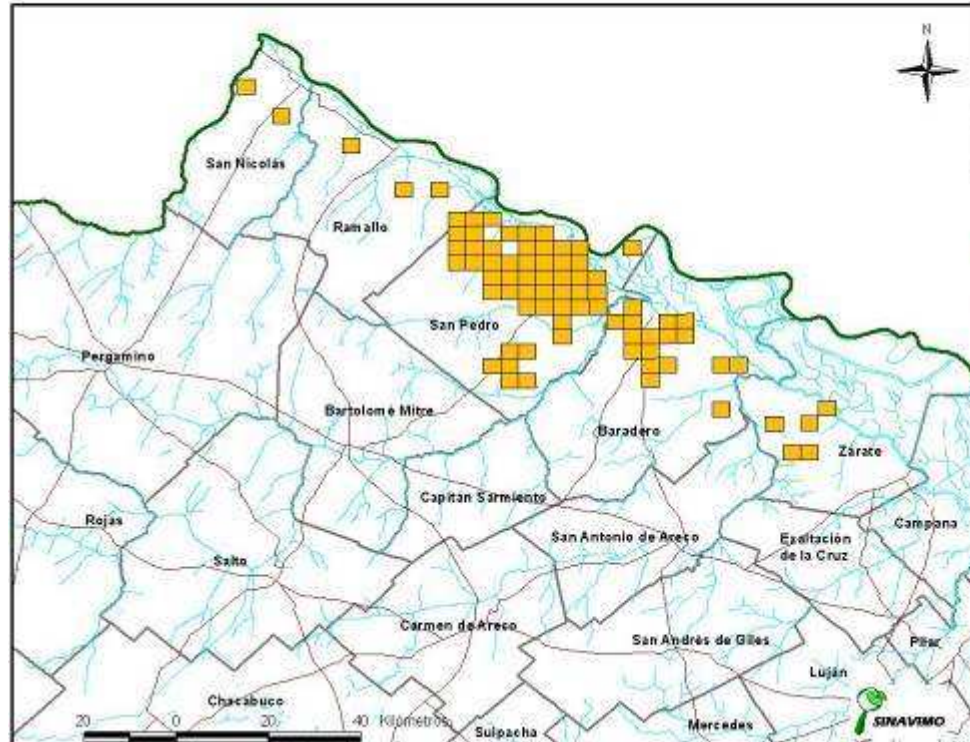 N
San Nicolás
Ramallo
San Pedro
Pergamino
Bartolomé Mitre
Baradero
Zárate
Capitán Sarmiento
Rojas
Campana
San Antonio de Areco
Exaltación
de la Cruz
Salto
Carmen de Areco
San Andrés de Giles
Pilar
Luján
Chacabuco
20 0 20 40 Kilómetros
Suipacha
Mercedes
SINAVIMO